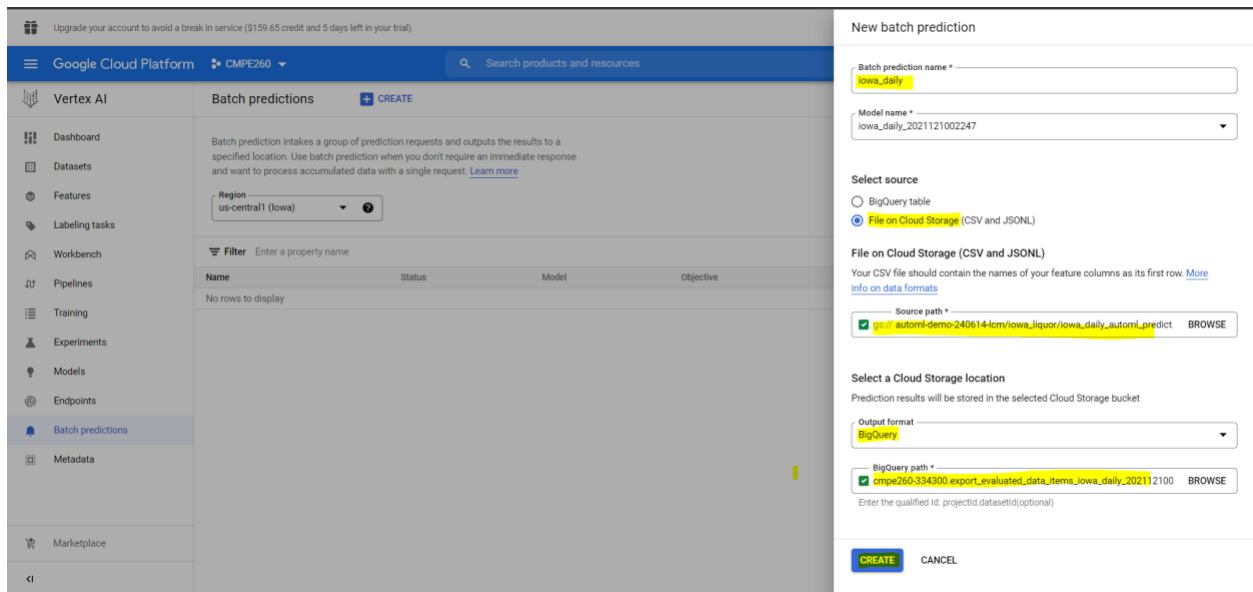 Upgrade your account to avoid a break in service ($159.65 credit and 5 days left in your trial).
Google Cloud Platform
CMPE260
Search products and resources
Vertex AI
Dashboard
Datasets
Features
Labeling tasks
Workbench
Pipelines
Training
Experiments
Models
Endpoints
Batch predictions
Metadata
Marketplace
Batch predictions
CREATE
Batch prediction intakes a group of prediction requests and outputs the results to a
specified location. Use batch prediction when you don't require an immediate response
and want to process accumulated data with a single request. Learn more
Region
us-central1 (Iowa)
Filter Enter a property name
Name Status Model Objective
No rows to display
New batch prediction
Batch prediction name *
iowa_daily
Model name *
iowa_daily_2021121002247
Select source
BigQuery table
File on Cloud Storage (CSV and JSONL)
File on Cloud Storage (CSV and JSONL)
Your CSV file should contain the names of your feature columns as its first row. More
info on data formats
Source path *
gs:// automl-demo-240614-lcm/iowa_liquor/iowa_daily_automl_predict. BROWSE
Select a Cloud Storage location
Prediction results will be stored in the selected Cloud Storage bucket
Output format
BigQuery
BigQuery path *
cmpe260-334300.export_evaluated_data_items_iowa_daily_202112100 BROWSE
Enter the qualified Id: projectid.datasetid(optional)
CREATE CANCEL